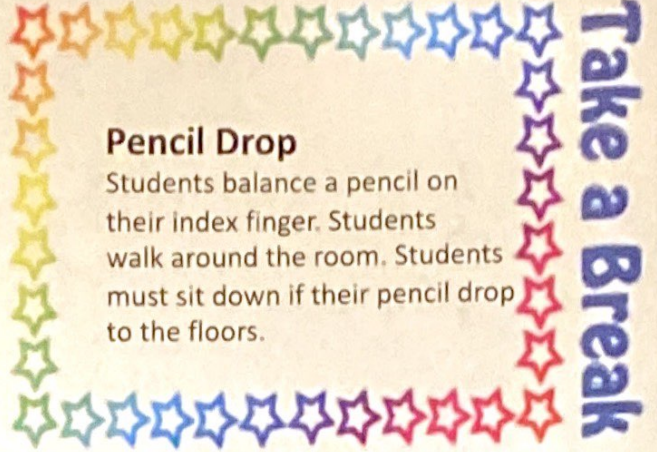 Pencil Drop
Students balance a pencil on
their index finger. Students
walk around the room. Students
must sit down if their pencil drop
to the floors.
Take a Break